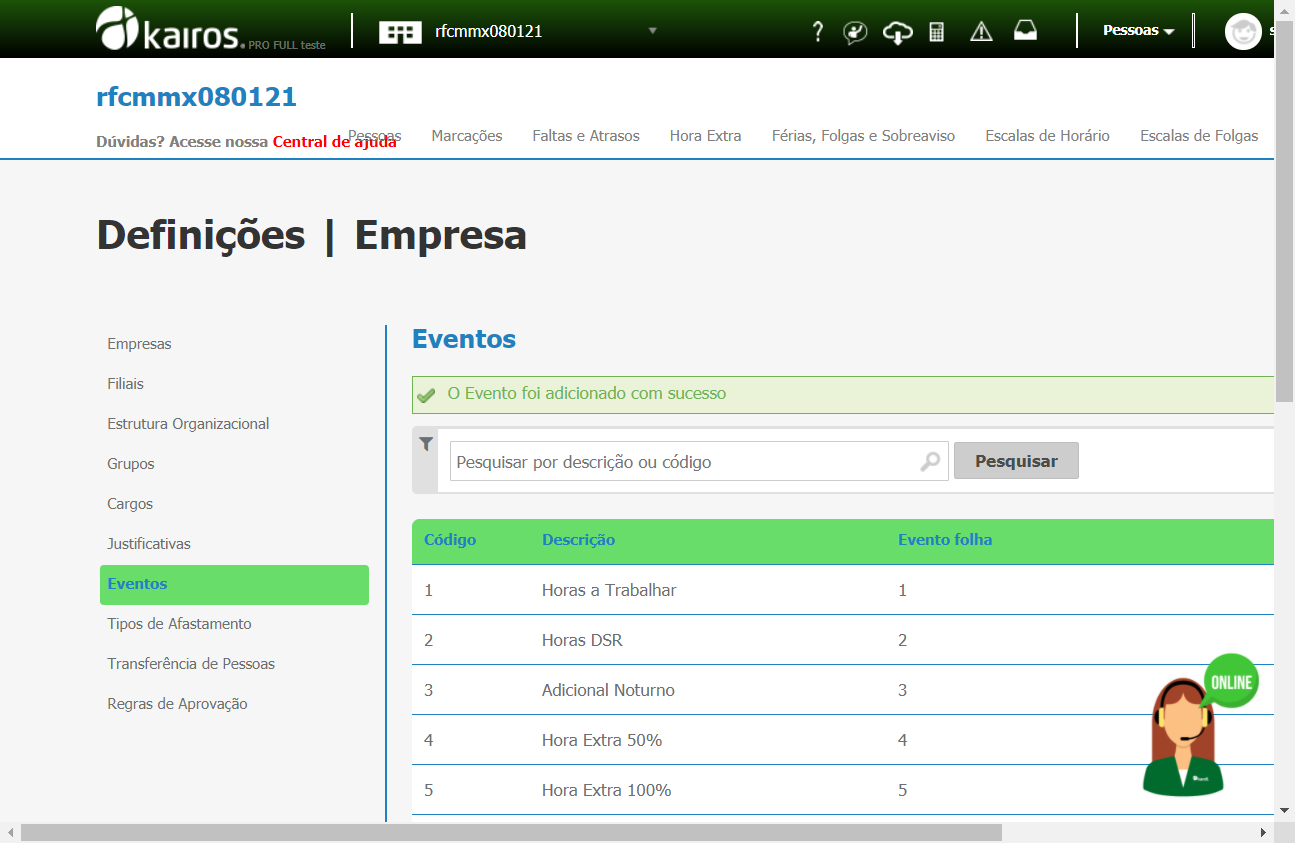 kairos. PRO FULL teste rfcmmx080121 ? Pessoas
rfcmmx080121
Dúvidas? Acesse nossa Central de ajuda
Pessoas Marcações Faltas e Atrasos Hora Extra Férias, Folgas e Sobreaviso Escalas de Horário Escalas de Folgas
Definições | Empresa
Empresas
Filiais
Estrutura Organizacional
Grupos
Cargos
Justificativas
Eventos
Tipos de Afastamento
Transferência de Pessoas
Regras de Aprovação
Eventos
O Evento foi adicionado com sucesso
Pesquisar por descrição ou código Pesquisar
Código Descrição Evento folha
1 Horas a Trabalhar 1
2 Horas DSR 2
3 Adicional Noturno 3
4 Hora Extra 50% 4
5 Hora Extra 100% 5
ONLINE